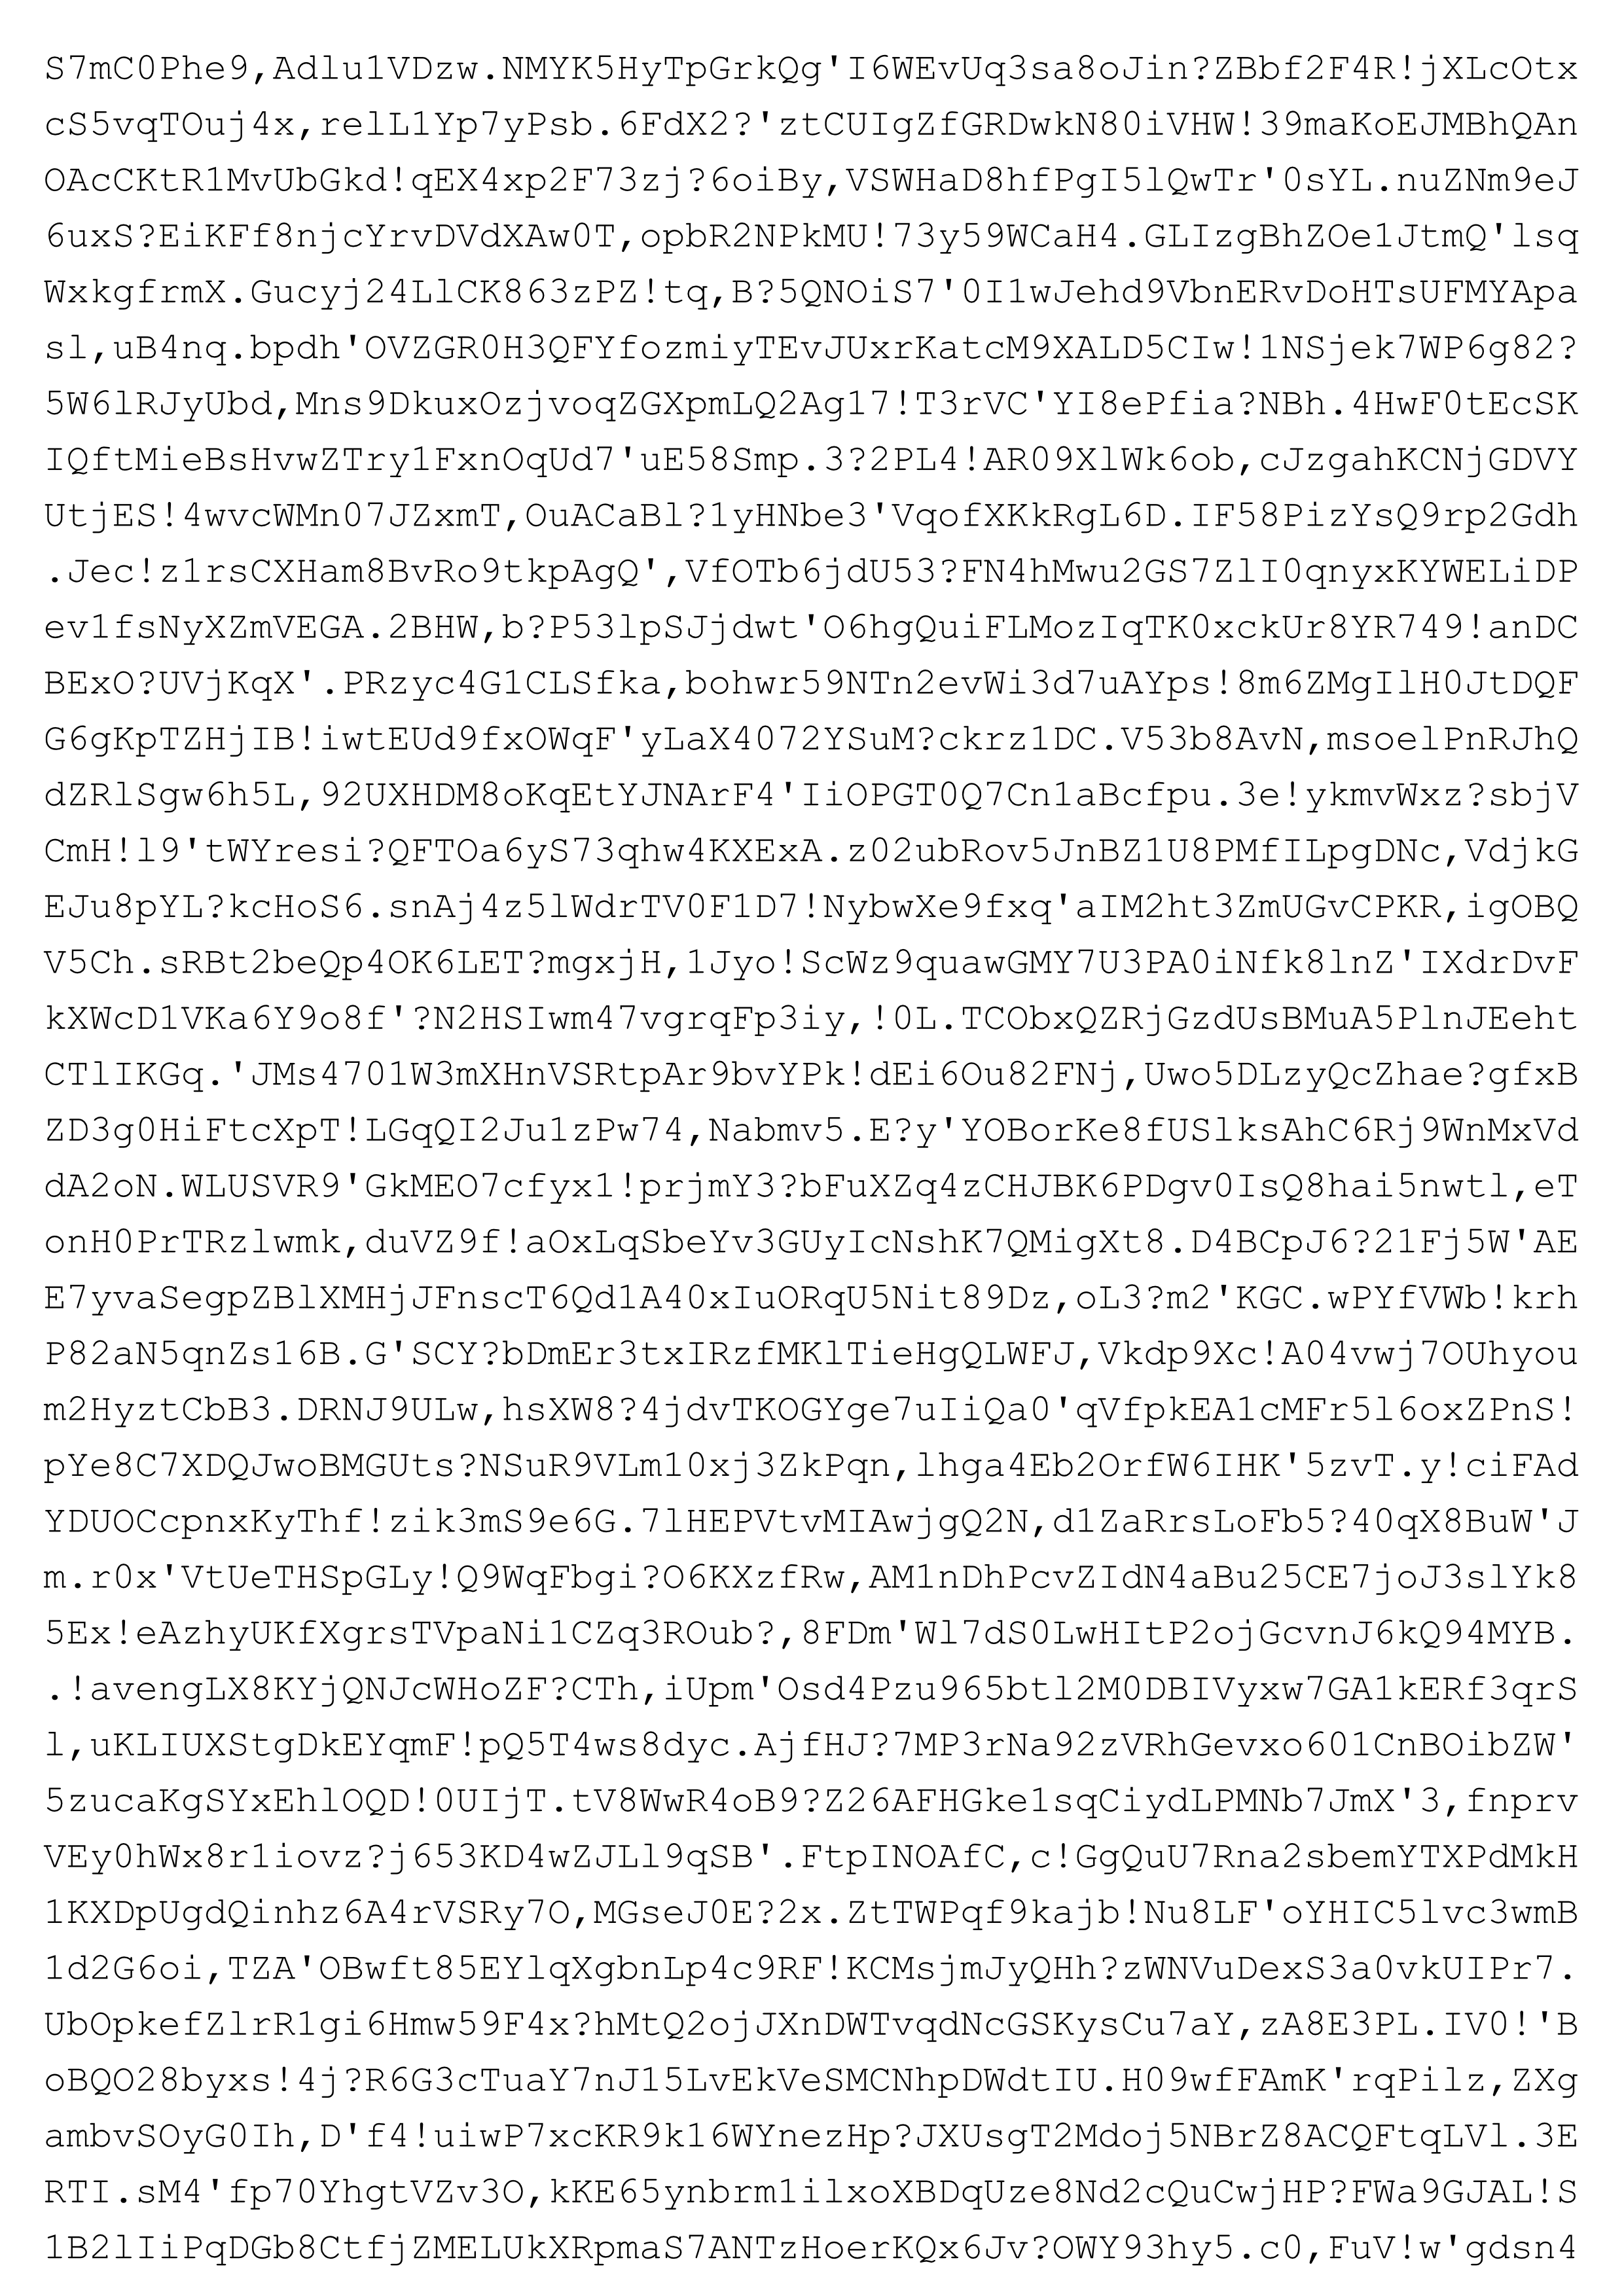 S7mC0Phe9,Adlu1VDzw.NMYK5HyTpGrkQg'I6WEvUq3sa8oJin?ZBbf2F4R!jXLcOtx
cS5vqTOuj4x,relL1Yp7yPsb.6FdX2?'ztCUIgZfGRDwkN80iVHW!39maKoEJMBhQAn
OAcCKtR1MvUbGkd!qEX4xp2F73zj?6oiBy,VSWHaD8hfPgI5lQwTr'0sYL.nuZNm9eJ
6uxS?EiKFf8njcYrvDVdXAw0T,opbR2NPkMU!73y59WCaH4.GLIzgBhZOe1JtmQ'lsq
WxkgfrmX.Gucyj24LlCK863zPZ!tq,B?5QNOiS7'0I1wJehd9VbnERvDoHTsUFMYApa
sl,uB4nq.bpdh'OVZGR0H3QFYfozmiyTEvJUxrKatcM9XALD5CIw!1NSjek7WP6g82?
5W6lRJyUbd,Mns9DkuxOzjvoqZGXpmLQ2Ag17!T3rVC'YI8ePfia?NBh.4HwF0tEcSK
IQftMieBsHvwZTry1FxnOqUd7'uE58Smp.3?2PL4!AR09XlWk6ob,cJzgahKCNjGDVY
UtjES!4wvcWMn07JZxmT,OuACaBl?1yHNbe3'VqofXKkRgL6D.IF58PizYsQ9rp2Gdh
.Jec!z1rsCXHam8BvRo9tkpAgQ',VfOTb6jdU53?FN4hMwu2GS7ZlI0qnyxKYWELiDP
ev1fsNyXZmVEGA.2BHW,b?P53lpSJjdwt'O6hgQuiFLMozIqTK0xckUr8YR749!anDC
BExO?UVjKqX'.PRzyc4G1CLSfka,bohwr59NTn2evWi3d7uAYps!8m6ZMgIlH0JtDQF
G6gKpTZHjIB!iwtEUd9fxOWqF'yLaX4072YSuM?ckrz1DC.V53b8AvN,msoelPnRJhQ
dZRlSgw6h5L,92UXHDM8oKqEtYJNArF4'IiOPGT0Q7Cn1aBcfpu.3e!ykmvWxz?sbjV
CmH!l9'tWYresi?QFTOa6yS73qhw4KXExA.z02ubRov5JnBZ1U8PMfILpgDNc,VdjkG
EJu8pYL?kcHoS6.snAj4z5lWdrTV0F1D7!NybwXe9fxq'aIM2ht3ZmUGvCPKR,igOBQ
V5Ch.sRBt2beQp4OK6LET?mgxjH,1Jyo!ScWz9quawGMY7U3PA0iNfk8lnZ'IXdrDvF
kXWcD1VKa6Y9o8f'?N2HSIwm47vgrqFp3iy,!0L.TCObxQZRjGzdUsBMuA5PlnJEeht
CTlIKGq.'JMs4701W3mXHnVSRtpAr9bvYPk!dEi6Ou82FNj,Uwo5DLzyQcZhae?gfxB
ZD3g0HiFtcXpT!LGqQI2Ju1zPw74,Nabmv5.E?y'YOBorKe8fUSlksAhC6Rj9WnMxVd
dA2oN.WLUSVR9'GkMEO7cfyx1!prjmY3?bFuXZq4zCHJBK6PDgv0IsQ8hai5nwtl,eT
onH0PrTRzlwmk,duVZ9f!aOxLqSbeYv3GUyIcNshK7QMigXt8.D4BCpJ6?21Fj5W'AE
E7yvaSegpZBlXMHjJFnscT6Qd1A40xIuORqU5Nit89Dz,oL3?m2'KGC.wPYfVWb!krh
P82aN5qnZs16B.G'SCY?bDmEr3txIRzfMKlTieHgQLWFJ,Vkdp9Xc!A04vwj7OUhyou
m2HyztCbB3.DRNJ9ULw,hsXW8?4jdvTKOGYge7uIiQa0'qVfpkEA1cMFr5l6oxZPnS!
pYe8C7XDQJwoBMGUts?NSuR9VLm10xj3ZkPqn,lhga4Eb2OrfW6IHK'5zvT.y!ciFAd
YDUOCcpnxKyThf!zik3mS9e6G.7lHEPVtvMIAwjgQ2N,d1ZaRrsLoFb5?40qX8BuW'J
m.r0x'VtUeTHSpGLy!Q9WqFbgi?O6KXzfRw,AM1nDhPcvZIdN4aBu25CE7joJ3slYk8
5Ex!eAzhyUKfXgrsTVpaNi1CZq3ROub?,8FDm'Wl7dS0LwHItP2ojGcvnJ6kQ94MYB.
.!avengLX8KYjQNJcWHoZF?CTh,iUpm'Osd4Pzu965btl2M0DBIVyxw7GA1kERf3qrS
l,uKLIUXStgDkEYqmF!pQ5T4ws8dyc.AjfHJ?7MP3rNa92zVRhGevxo601CnBOibZW'
5zucaKgSYxEhlOQD!0UIjT.tV8WwR4oB9?Z26AFHGke1sqCiydLPMNb7JmX'3,fnprv
VEy0hWx8r1iovz?j653KD4wZJLl9qSB'.FtpINOAfC,c!GgQuU7Rna2sbemYTXPdMkH
1KXDpUgdQinhz6A4rVSRy7O,MGseJ0E?2x.ZtTWPqf9kajb!Nu8LF'oYHIC5lvc3wmB
1d2G6oi,TZA'OBwft85EYlqXgbnLp4c9RF!KCMsjmJyQHh?zWNVuDexS3a0vkUIPr7.
UbOpkefZlrR1gi6Hmw59F4x?hMtQ2ojJXnDWTvqdNcGSKysCu7aY,zA8E3PL.IV0!'B
oBQO28byxs!4j?R6G3cTuaY7nJ15LvEkVeSMCNhpDWdtIU.H09wfFAmK'rqPilz,ZXg
ambvSOyG0Ih,D'f4!uiwP7xcKR9k16WYnezHp?JXUsgT2Mdoj5NBrZ8ACQFtqLVl.3E
RTI.sM4'fp70YhgtVZv3O,kKE65ynbrm1ilxoXBDqUze8Nd2cQuCwjHP?FWa9GJAL!S
1B2lIiPqDGb8CtfjZMELUkXRpmaS7ANTzHoerKQx6Jv?OWY93hy5.c0,FuV!w'gdsn4